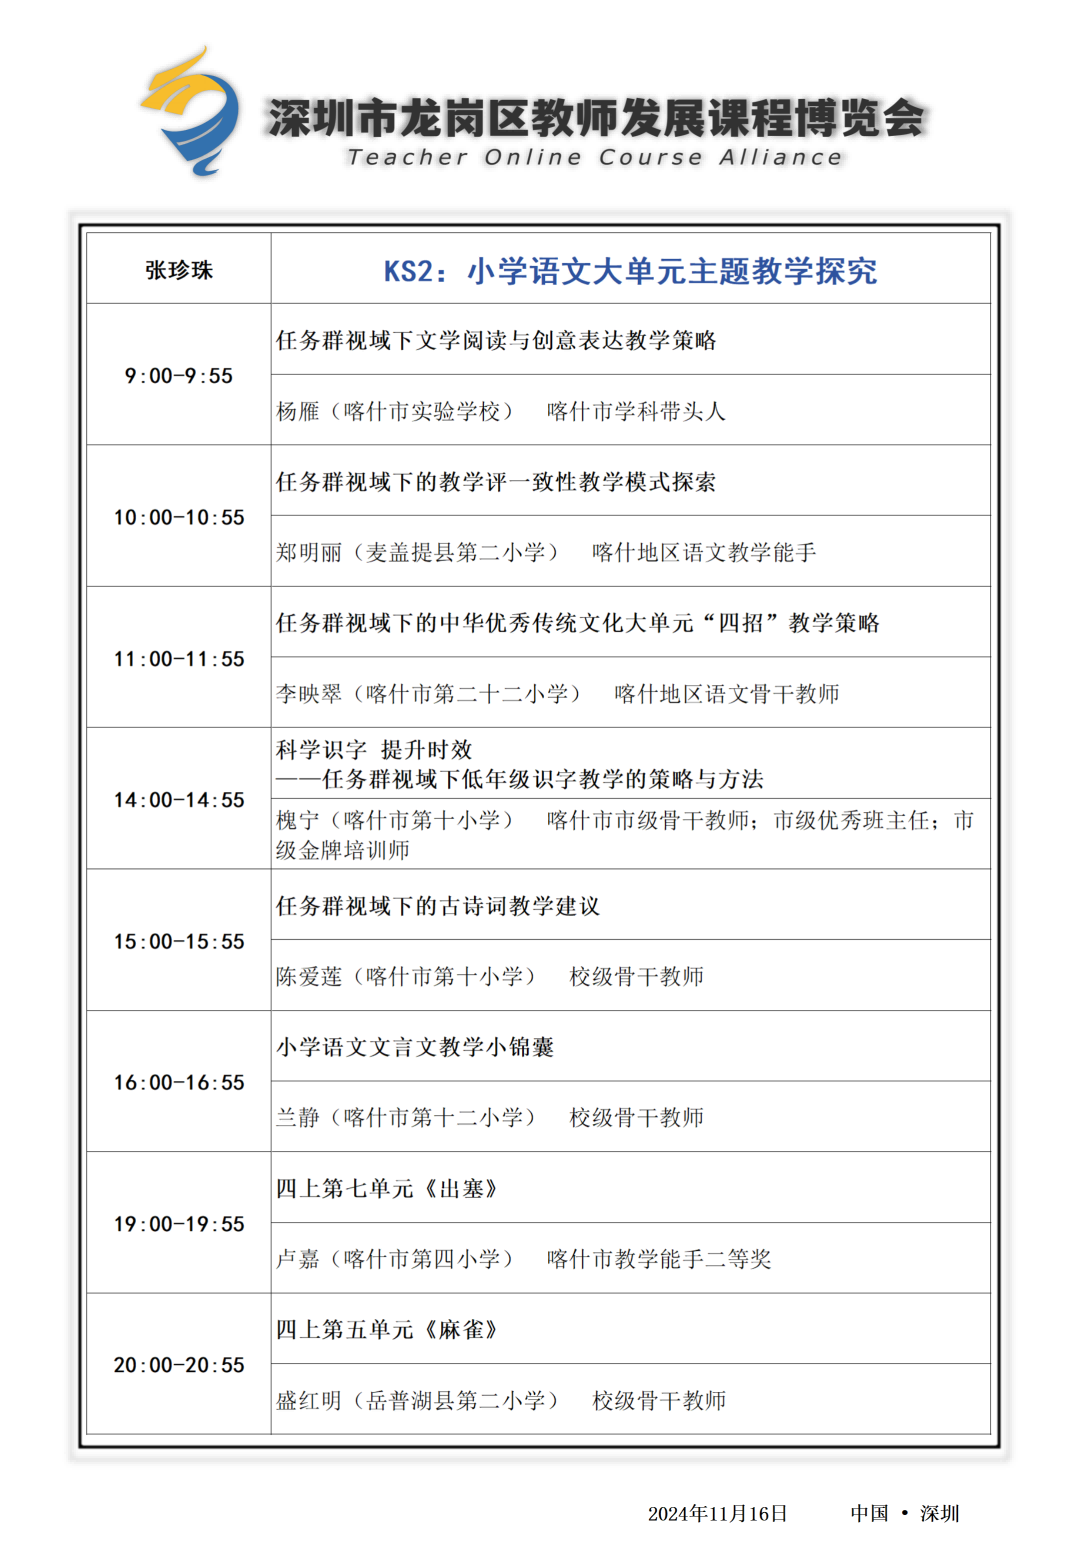 深圳市龙岗区教师发展课程博览会
Teacher Online Course Alliance
张珍珠
KS2：小学语文大单元主题教学探究
9:00-9:55
任务群视域下文学阅读与创意表达教学策略
杨雁（喀什市实验学校） 喀什市学科带头人
10:00-10:55
任务群视域下的教学评一致性教学模式探索
郑明丽（麦盖提县第二小学） 喀什地区语文教学能手
11:00-11:55
任务群视域下的中华优秀传统文化大单元“四招”教学策略
李映翠（喀什市第二十二小学） 喀什地区语文骨干教师
14:00-14:55
科学识字 提升时效
——任务群视域下低年级识字教学的策略与方法
槐宁（喀什市第十小学） 喀什市市级骨干教师；市级优秀班主任；市
级金牌培训师
15:00-15:55
任务群视域下的古诗词教学建议
陈爱莲（喀什市第十小学） 校级骨干教师
16:00-16:55
小学语文文言文教学小锦囊
兰静（喀什市第十二小学） 校级骨干教师
19:00-19:55
四上第七单元《出塞》
卢嘉（喀什市第四小学） 喀什市教学能手二等奖
20:00-20:55
四上第五单元《麻雀》
盛红明（岳普湖县第二小学） 校级骨干教师
2024年11月16日 中国 • 深圳